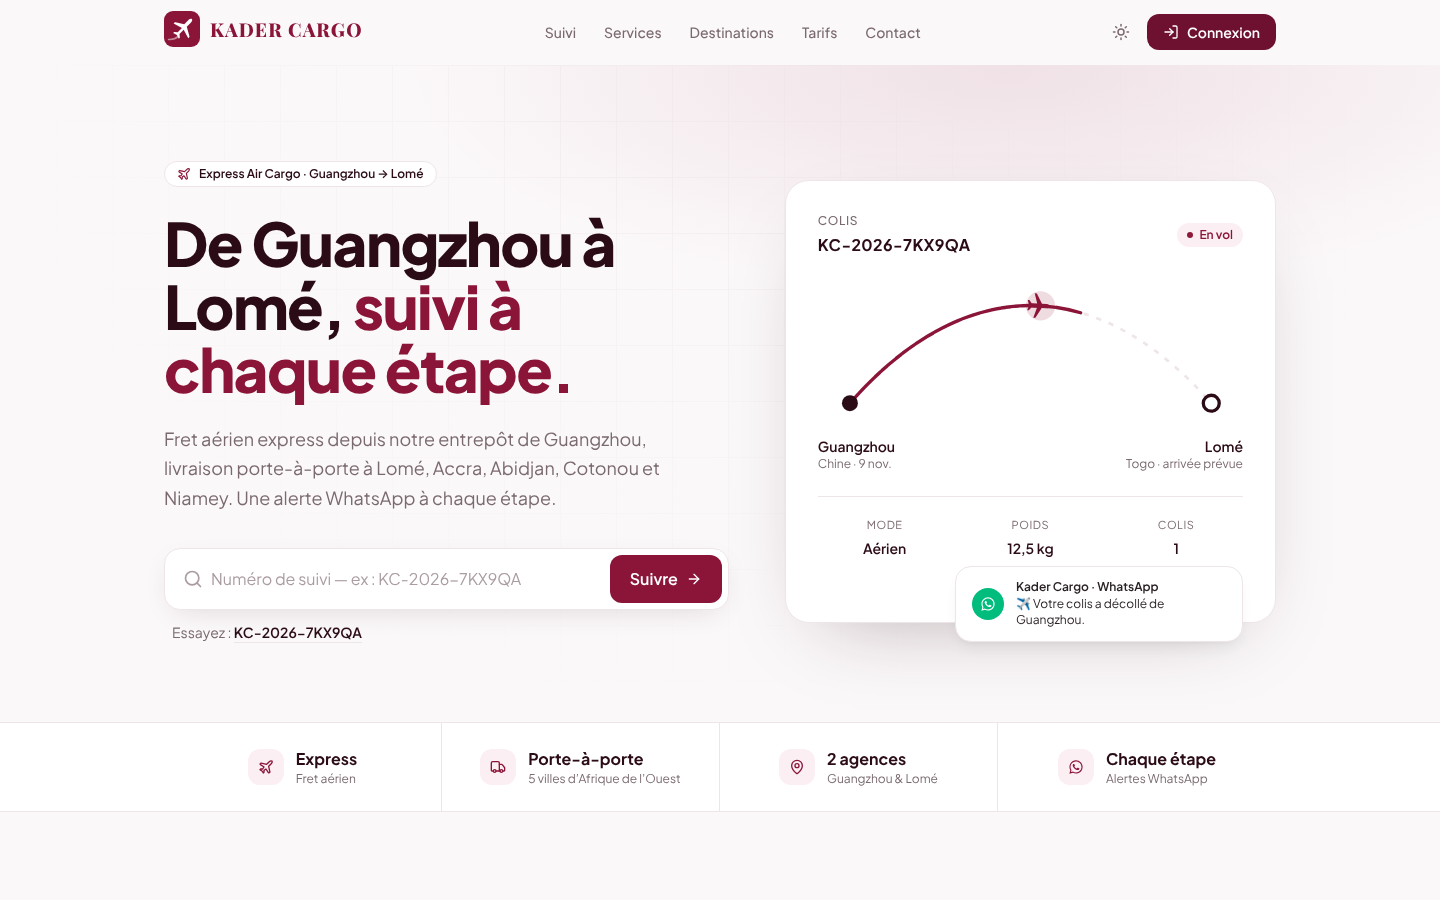 KADER CARGO
Suivi
Services
Destinations
Tarifs
Contact
Connexion
Express Air Cargo · Guangzhou → Lomé
De Guangzhou à
Lomé, suivi à
chaque étape.
Fret aérien express depuis notre entrepôt de Guangzhou,
livraison porte-à-porte à Lomé, Accra, Abidjan, Cotonou et
Niamey. Une alerte WhatsApp à chaque étape.
Numéro de suivi — ex : KC-2026-7KX9QA
Suivre →
Essayez : KC-2026-7KX9QA
COLIS
KC-2026-7KX9QA
En vol
Guangzhou
Chine · 9 nov.
Lomé
Togo · arrivée prévue
MODE
Aérien
POIDS
12,5 kg
COLIS
1
Kader Cargo · WhatsApp
✈️ Votre colis a décollé de
Guangzhou.
Express
Fret aérien
Porte-à-porte
5 villes d'Afrique de l'Ouest
2 agences
Guangzhou & Lomé
Chaque étape
Alertes WhatsApp